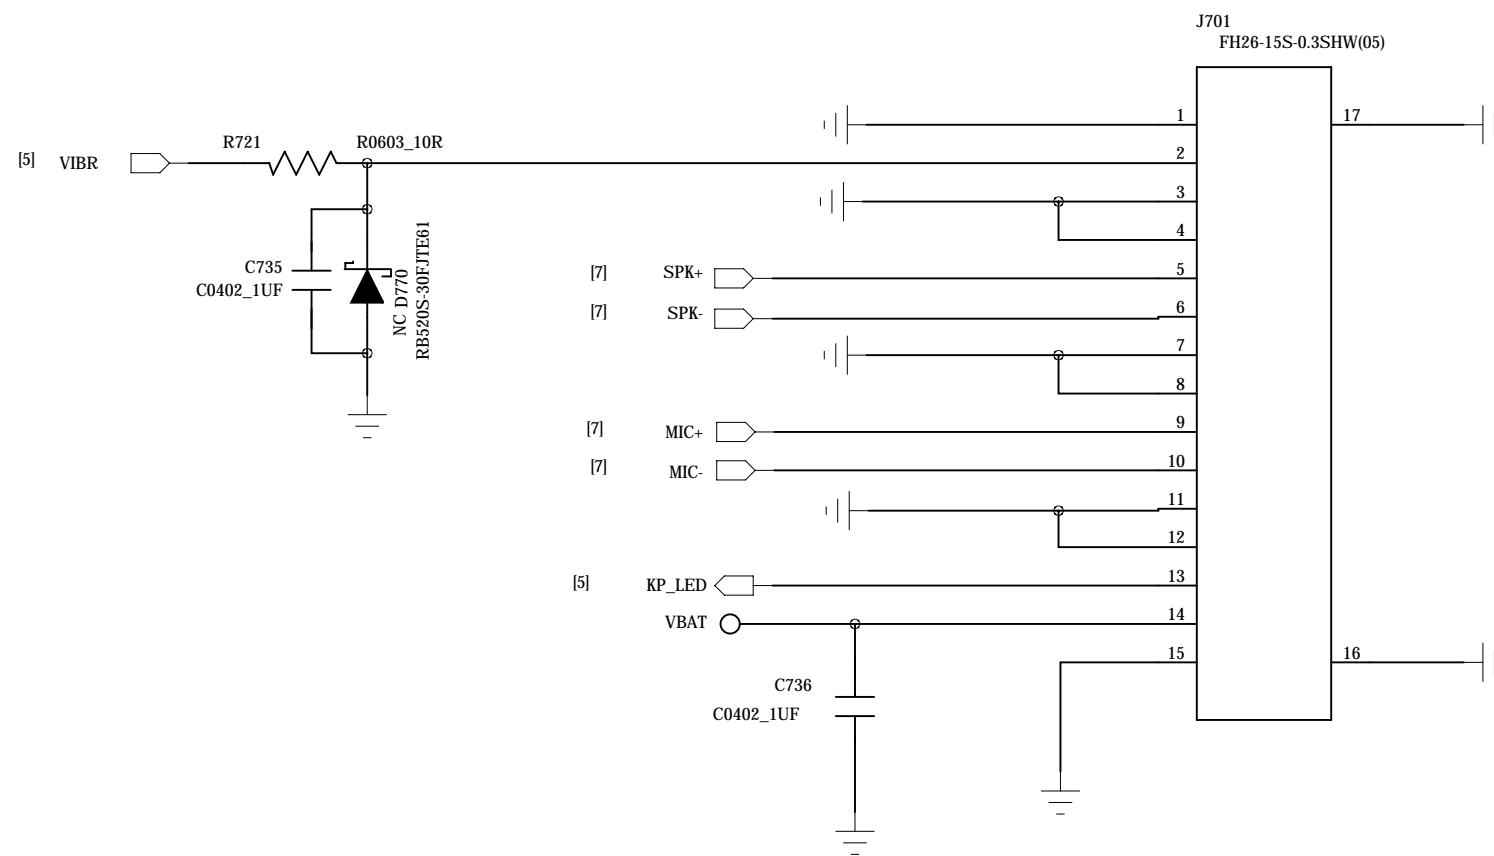 J701
FH26-15S-0.3SHW(05)
1
17
R721
R0603_10R
[5] VIBR
2
3
4
C735
C0402_1UF
NC D770
RB520S-30FJTE61
[7] SPK+
5
[7] SPK-
6
7
8
[7] MIC+
9
[7] MIC-
10
11
12
[5] KP_LED
13
VBAT
14
15
16
C736
C0402_1UF